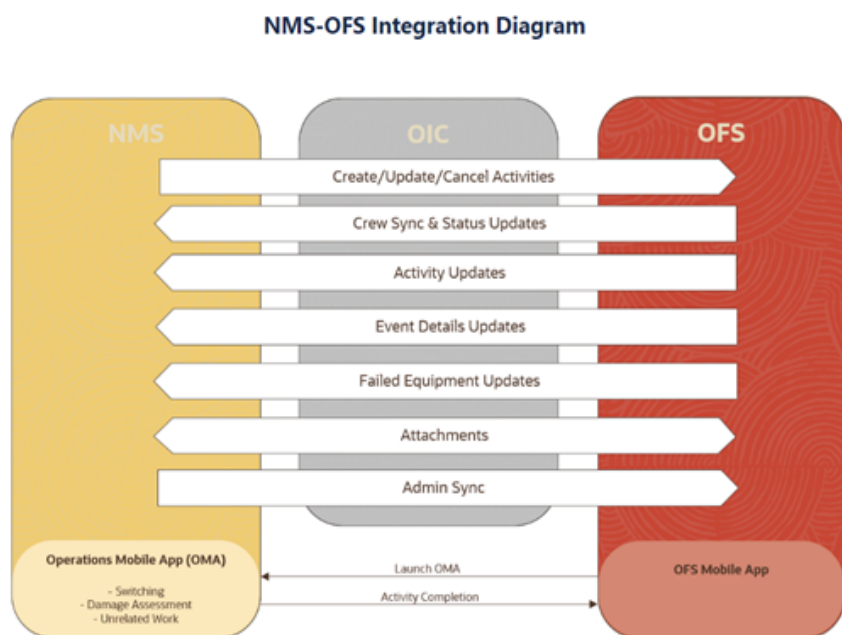 NMS-OFS Integration Diagram
NMS
OIC
OFS
Create/Update/Cancel Activities
Crew Sync & Status Updates
Activity Updates
Event Details Updates
Failed Equipment Updates
Attachments
Admin Sync
Operations Mobile App (OMA)
- Switching
- Damage Assessment
- Unrelated Work
Launch OMA
Activity Completion
OFS Mobile App